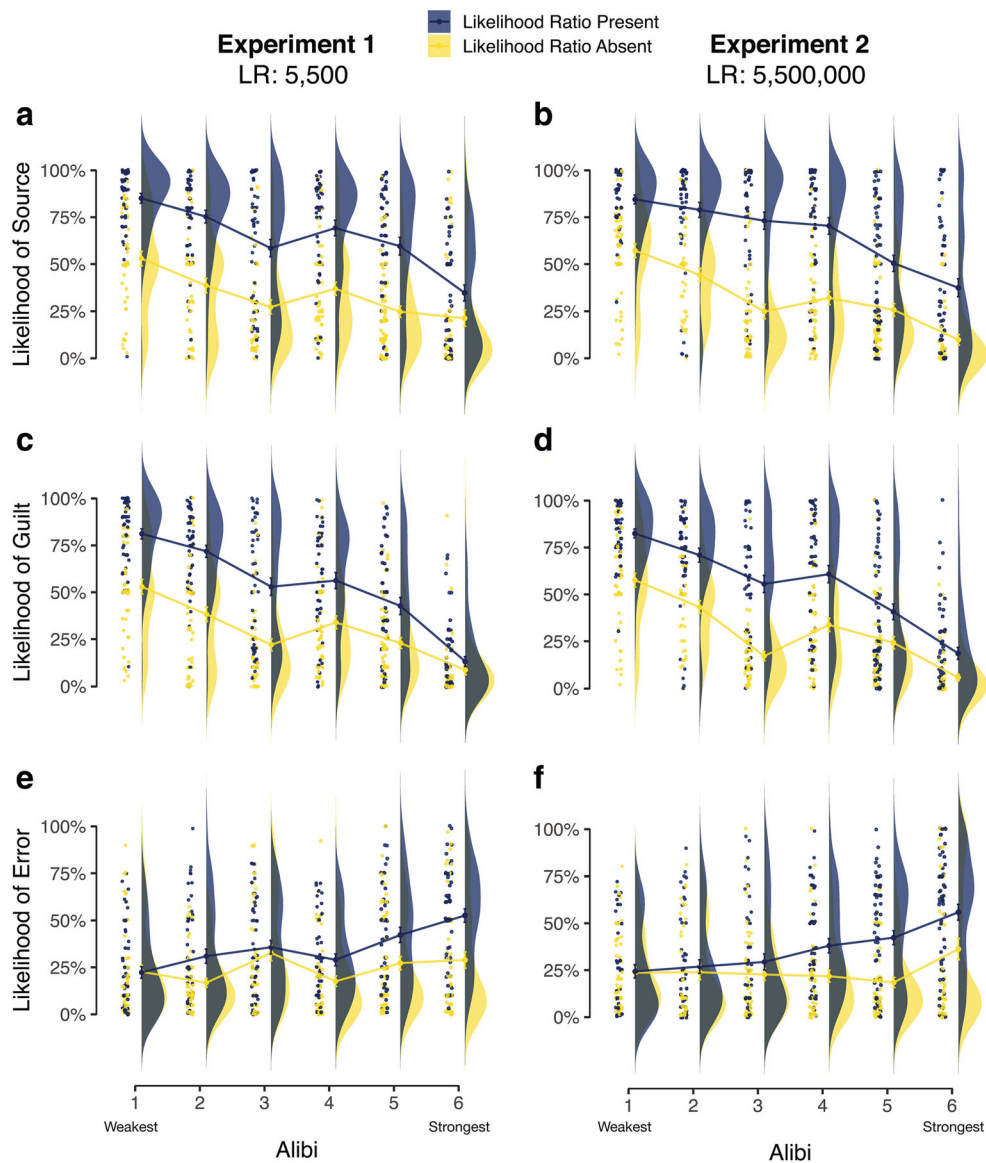 Likelihood Ratio Present
Likelihood Ratio Absent
Experiment 1
LR: 5,500
Experiment 2
LR: 5,500,000
a
Likelihood of Source
100%
75%
50%
25%
0%
b
100%
75%
50%
25%
0%
c
Likelihood of Guilt
100%
75%
50%
25%
0%
d
100%
75%
50%
25%
0%
e
Likelihood of Error
100%
75%
50%
25%
0%
f
100%
75%
50%
25%
0%
1 2 3 4 5 6
Weakest Strongest
Alibi
1 2 3 4 5 6
Weakest Strongest
Alibi